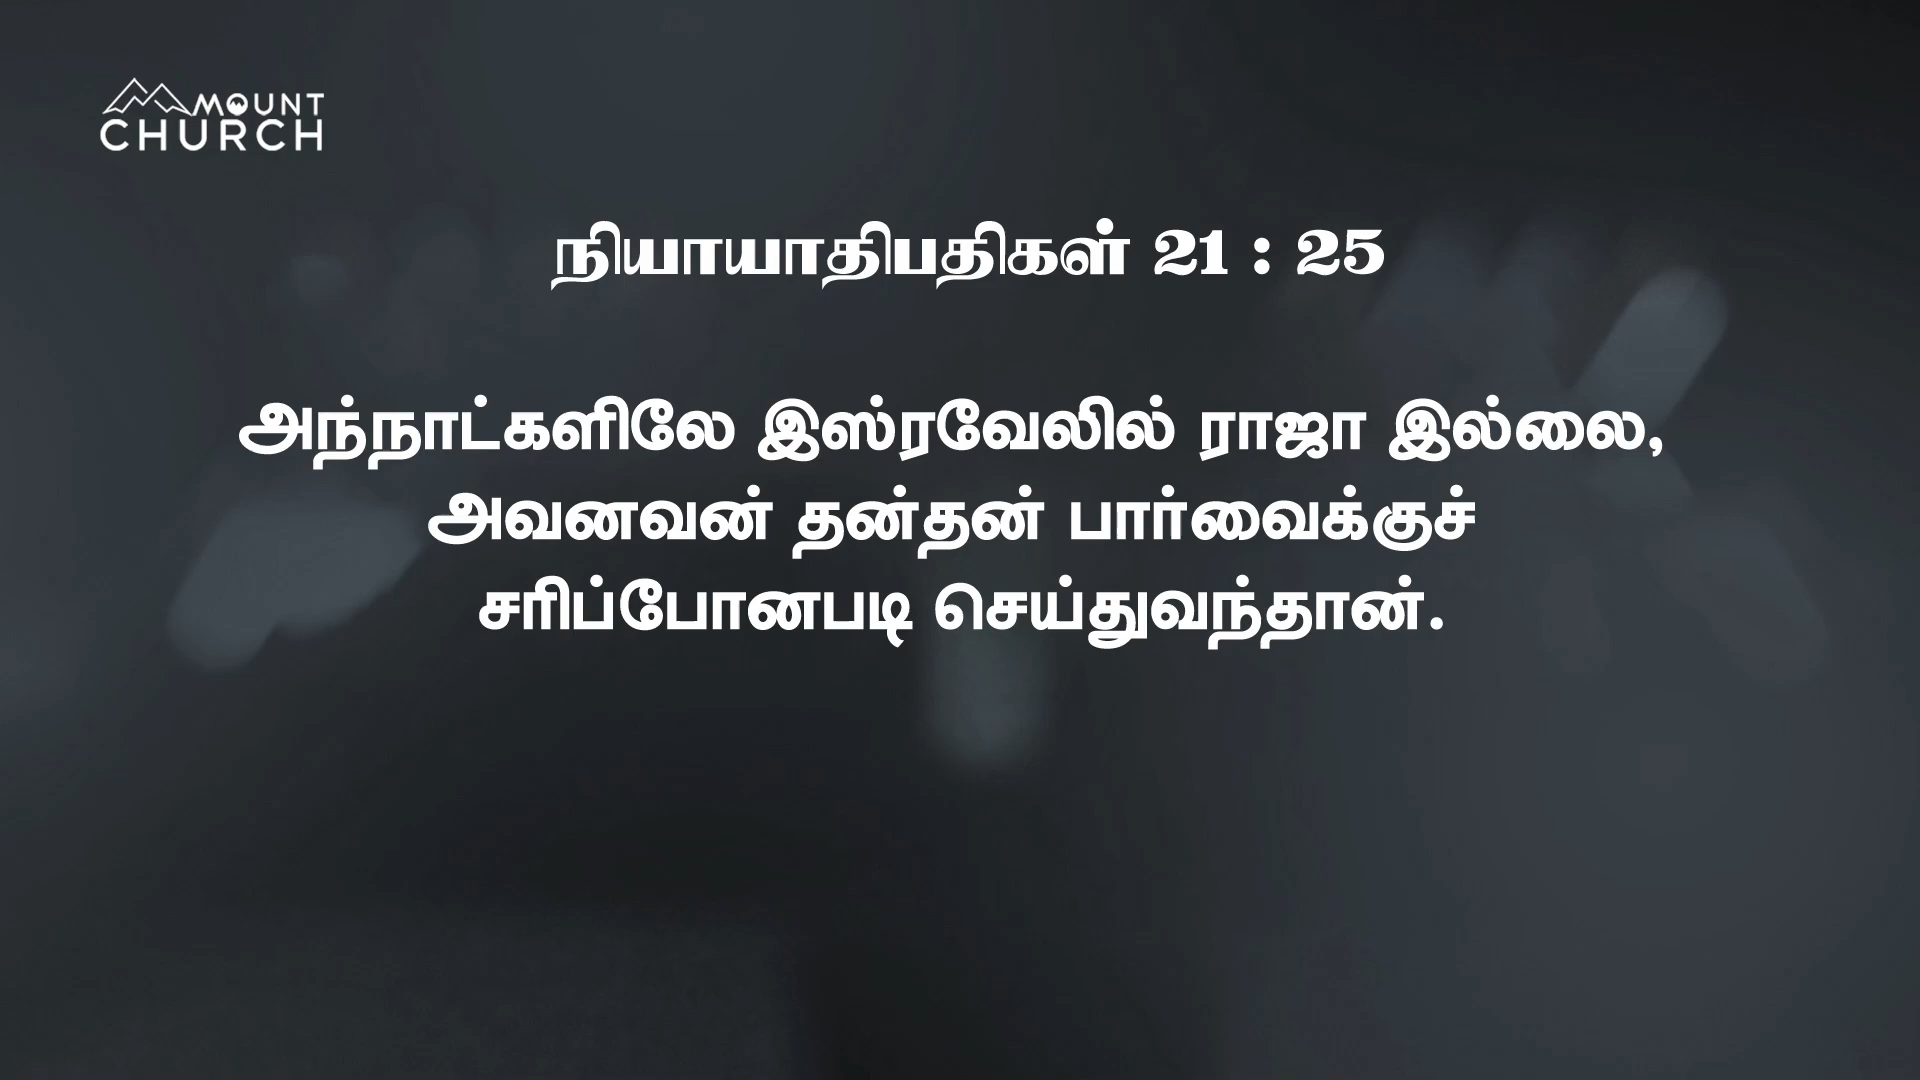 MOUNT
CHURCH
நியாயாதிபதிகள் 21 : 25
அந்நாட்களிலே இஸ்ரவேலில் ராஜா இல்லை,
அவனவன் தன்தன் பார்வைக்குச்
சரிப்போனபடி செய்துவந்தான்.